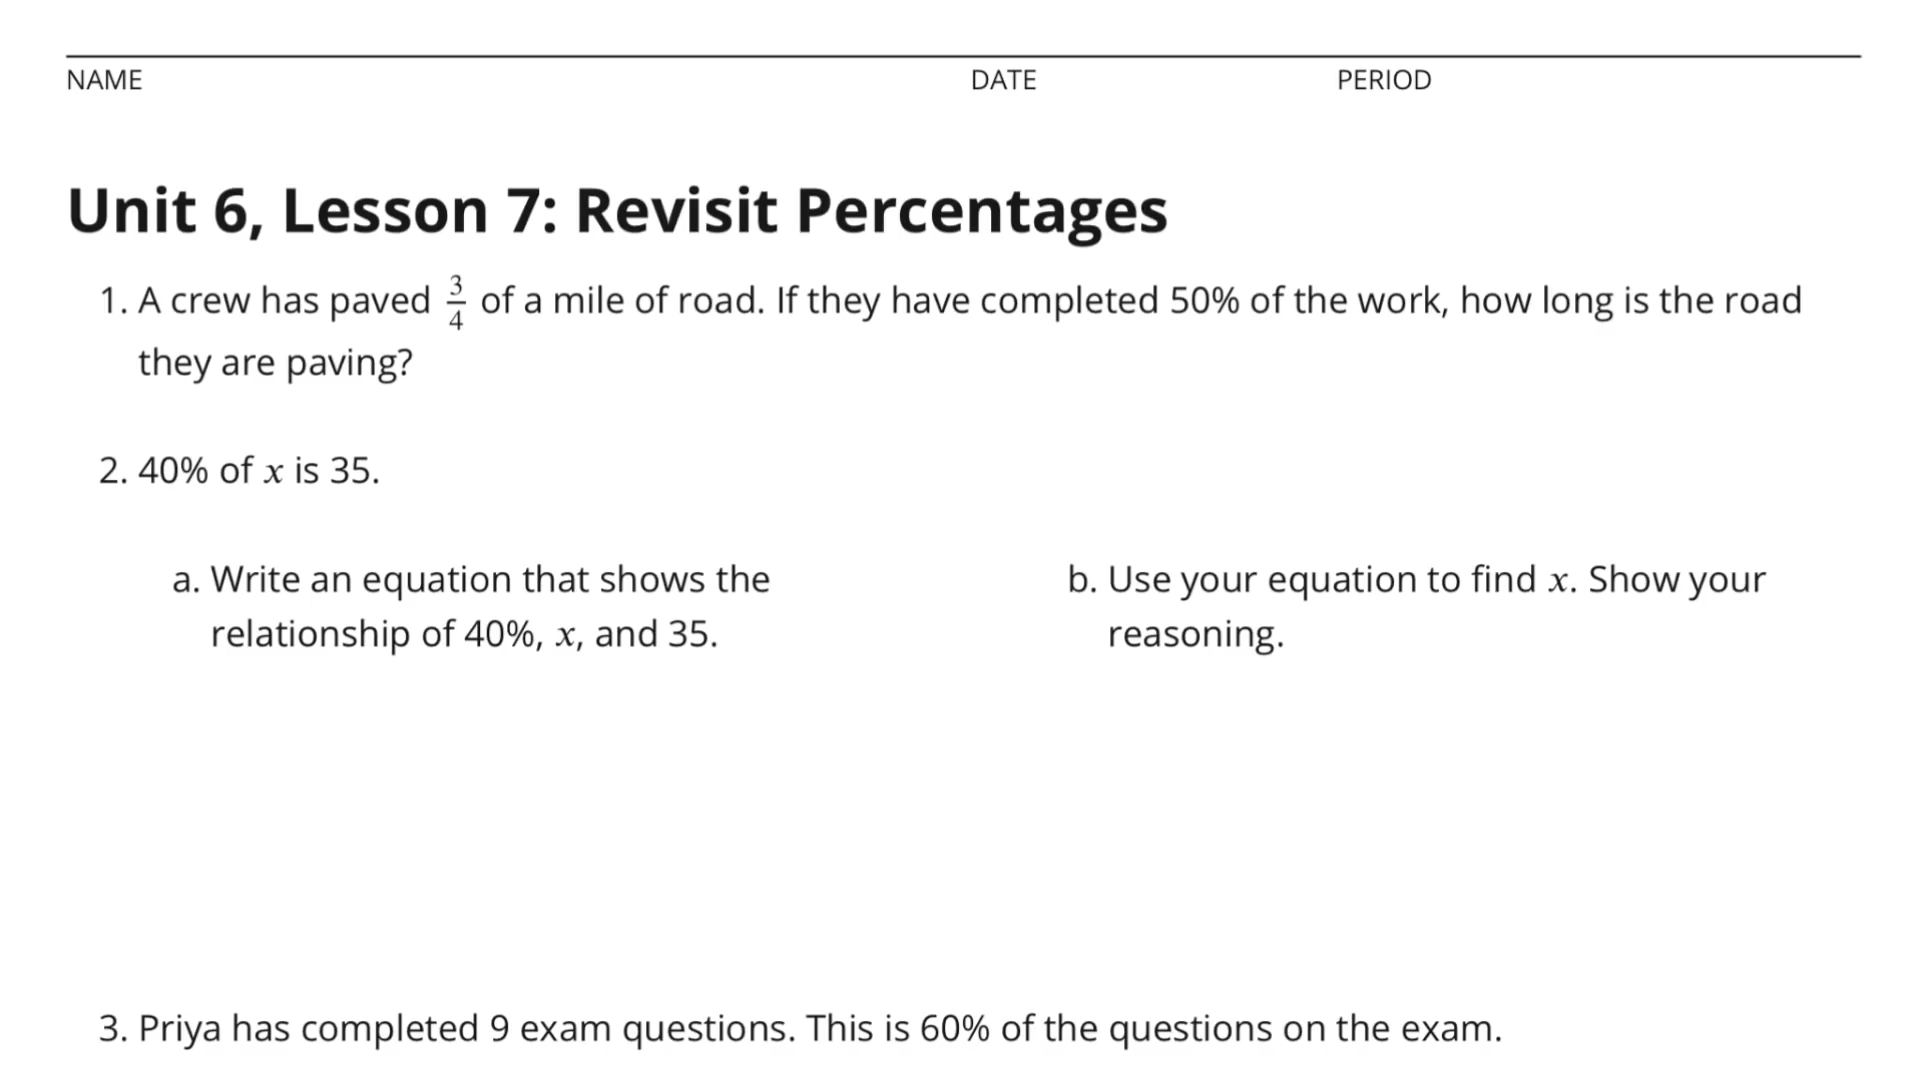 NAME DATE PERIOD
Unit 6, Lesson 7: Revisit Percentages
1. A crew has paved 3/4 of a mile of road. If they have completed 50% of the work, how long is the road
they are paving?
2. 40% of x is 35.
a. Write an equation that shows the
relationship of 40%, x, and 35.
b. Use your equation to find x. Show your
reasoning.
3. Priya has completed 9 exam questions. This is 60% of the questions on the exam.